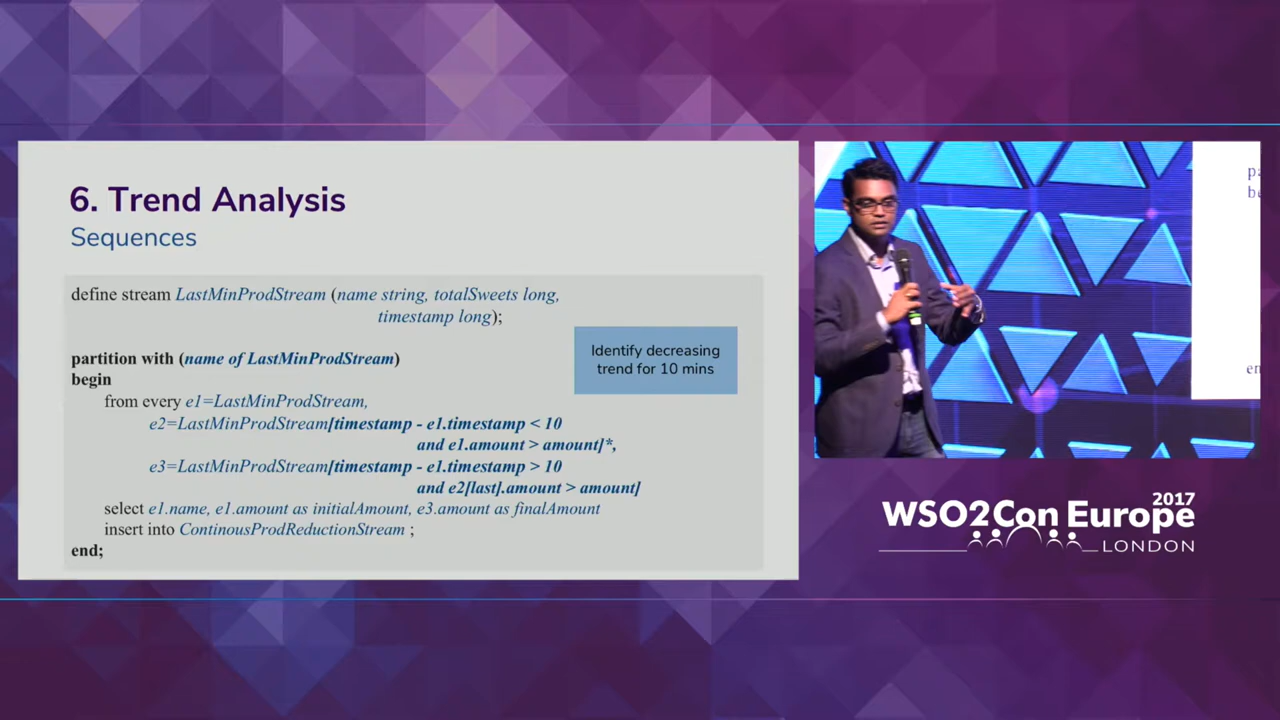 6. Trend Analysis
Sequences
define stream LastMinProdStream (name string, totalSweets long,
timestamp long);
Identify decreasing
trend for 10 mins
partition with (name of LastMinProdStream)
begin
from every e1=LastMinProdStream,
e2=LastMinProdStream[timestamp - e1.timestamp < 10
and e1.amount > amount]*,
e3=LastMinProdStream[timestamp - e1.timestamp > 10
and e2[last].amount > amount]
select e1.name, e1.amount as initialAmount, e3.amount as finalAmount
insert into ContinousProdReductionStream ;
end;
2017
WSO2Con Europe
LONDON